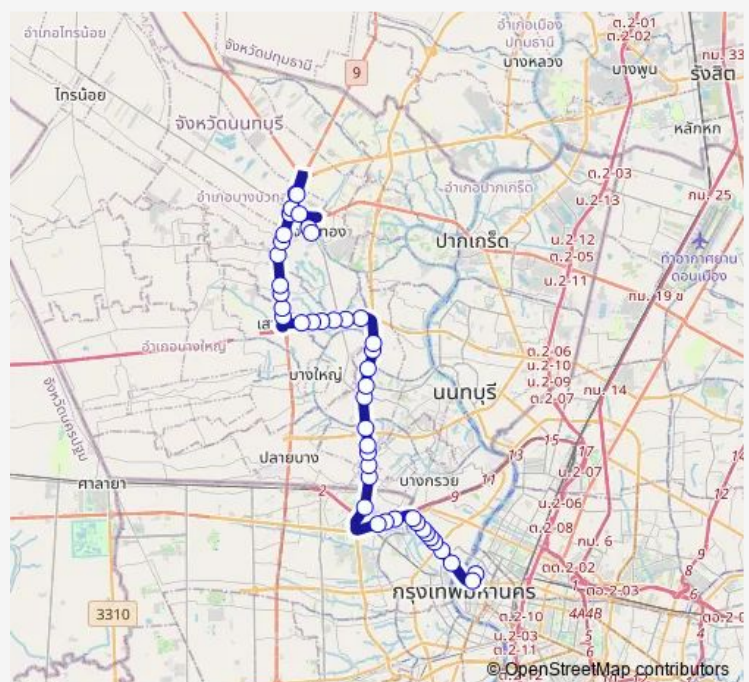 อำเภอไทรน้อย
จังหวัดปทุมธานี
อำเภอเมือง
ปทุมธานี
ต.2-01
ต.2-02
9
บางหลวง
บางพูน
กม. 33
รังสิต
ไทรน้อย
จังหวัดนนทบุรี
หลักหก
ต.2-03
อำเภอบางบัวทอง
อำเภอปากเกร็ด
น.2-13
กม. 25
ปากเกร็ด
น.2-12
ต.2-05
น.2-11
ท่าอากาศยาน
ดอนเมือง
กม. 19 ข
อำเภอบางใหญ่
ต.2-06
น.2-10
น.2-09
ต.2-07
กม. 14
บางใหญ่
นนทบุรี
จังหวัดนครปฐม
15
17
12
14
ปลายบาง
13
น.2-07
ศาลายา
2
บางกรวย
11
9
น.2-06
ต.2-08
กม. 6
9
8
ตต.2-02
6
กรุงเทพมหานคร
ตอ.2-03
3310
ต.2-10
4A4B
น.2-03
5
4
ต.2-11
6
© OpenStreetMap contributors